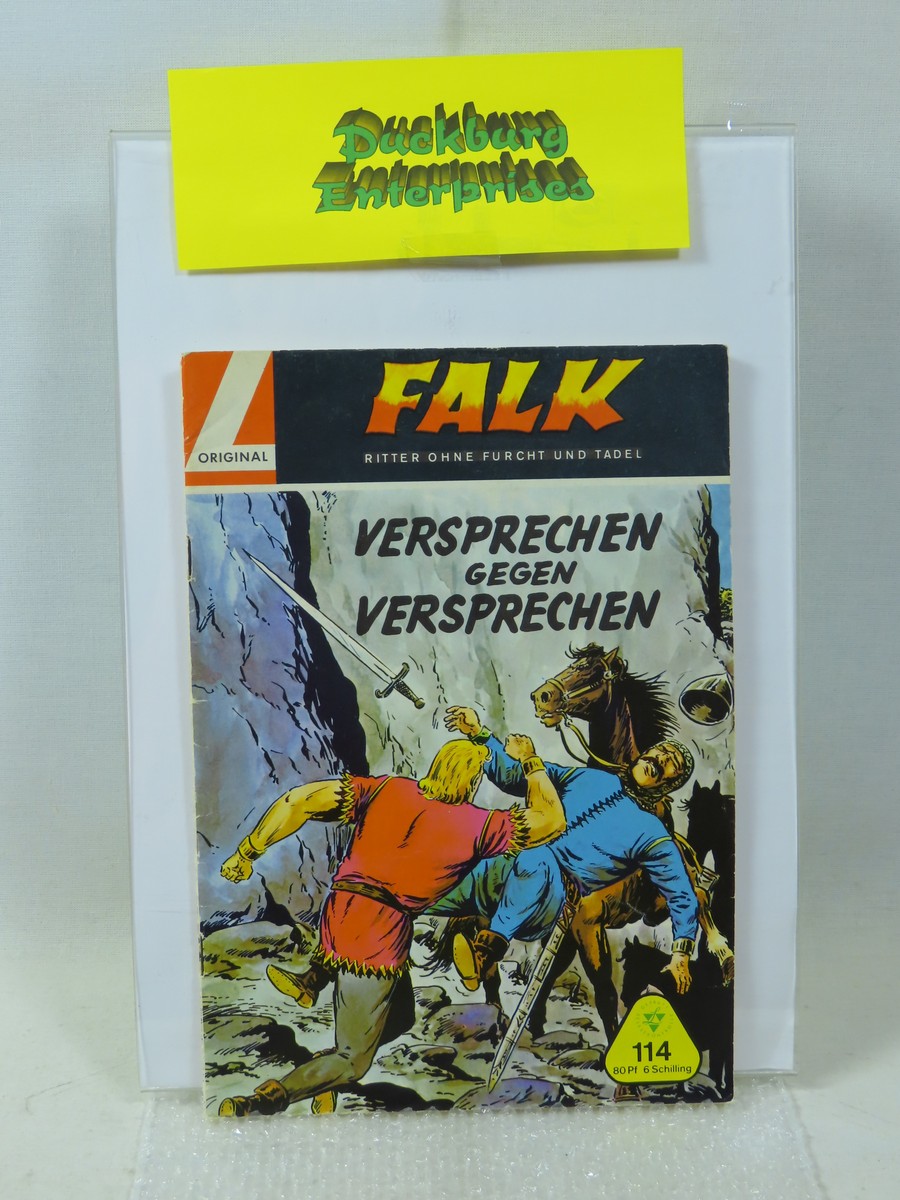 Duckburg
Enterprises
L
ORIGINAL
FALK
RITTER OHNE FURCHT UND TADEL
VERSPRECHEN
GEGEN
VERSPRECHEN
114
80 Pf 6 Schilling